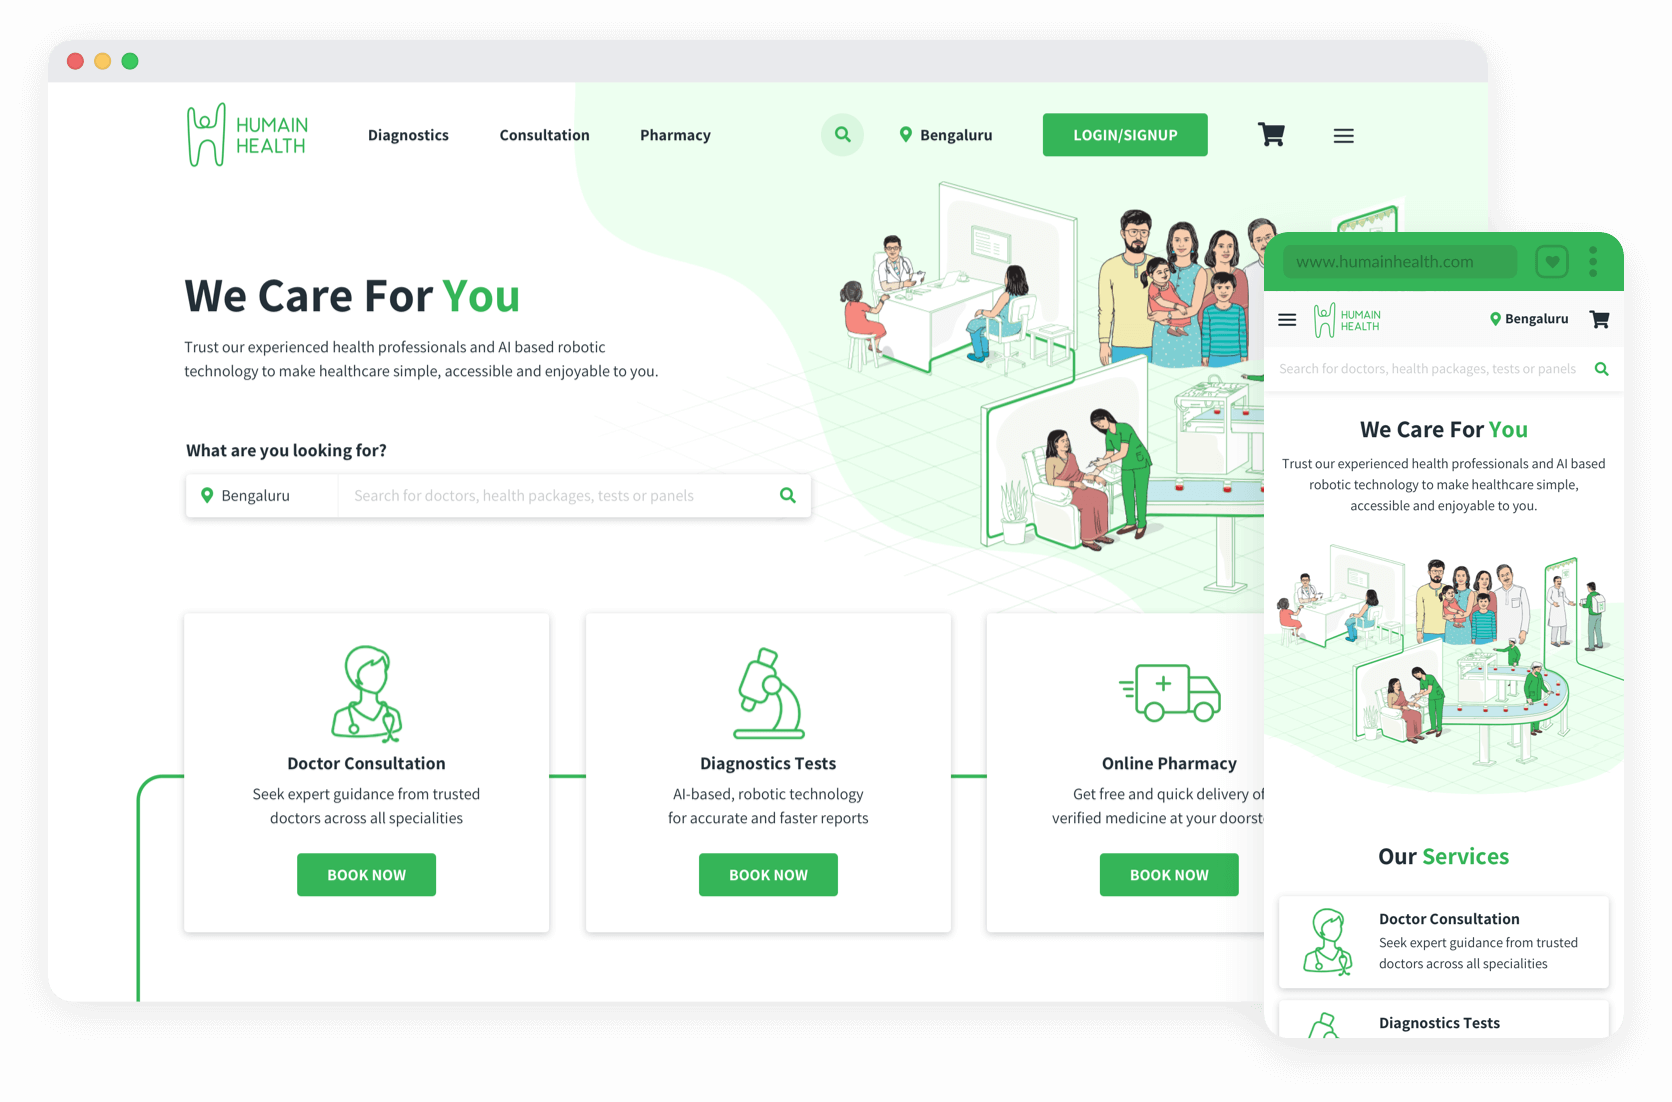 HUMAIN
HEALTH
Diagnostics
Consultation
Pharmacy
Bengaluru
LOGIN/SIGNUP
We Care For You
Trust our experienced health professionals and AI based robotic
technology to make healthcare simple, accessible and enjoyable to you.
What are you looking for?
Bengaluru
Search for doctors, health packages, tests or panels
Doctor Consultation
Seek expert guidance from trusted
doctors across all specialities
BOOK NOW
Diagnostics Tests
AI-based, robotic technology
for accurate and faster reports
BOOK NOW
Online Pharmacy
Get free and quick delivery of
verified medicine at your doorst
BOOK NOW
www.humainhealth.com
HUMAIN
HEALTH
Bengaluru
Search for doctors, health packages, tests or panels
We Care For You
Trust our experienced health professionals and AI based
robotic technology to make healthcare simple,
accessible and enjoyable to you.
Our Services
Doctor Consultation
Seek expert guidance from trusted
doctors across all specialities
Diagnostics Tests